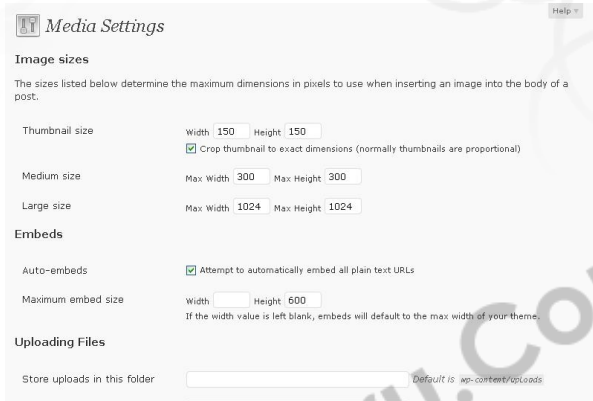 Help
Media Settings
Image sizes
The sizes listed below determine the maximum dimensions in pixels to use when inserting an image into the body of a
post.
Thumbnail size Width 150 Height 150
Crop thumbnail to exact dimensions (normally thumbnails are proportional)
Medium size Max Width 300 Max Height 300
Large size Max Width 1024 Max Height 1024
Embeds
Auto-embeds Attempt to automatically embed all plain text URLs
Maximum embed size Width Height 600
If the width value is left blank, embeds will default to the max width of your theme.
Uploading Files
Store uploads in this folder Default is wp-content/uploads